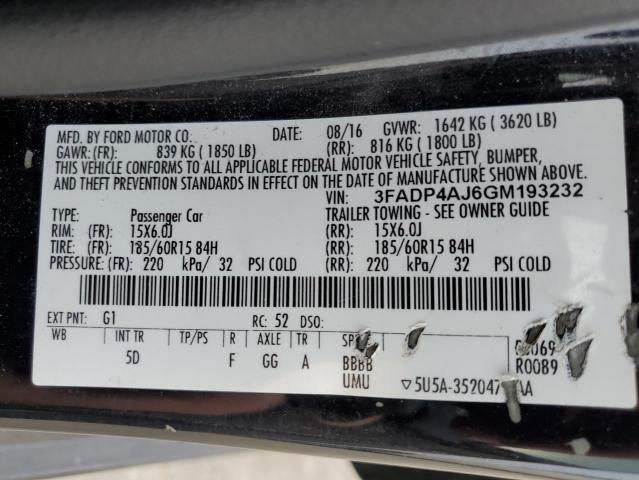 MFD. BY FORD MOTOR CO. DATE: 08/16 GVWR: 1642 KG ( 3620 LB)
GAWR: (FR): 839 KG ( 1850 LB) (RR): 816 KG ( 1800 LB)
THIS VEHICLE CONFORMS TO ALL APPLICABLE FEDERAL MOTOR VEHICLE SAFETY, BUMPER,
AND THEFT PREVENTION STANDARDS IN EFFECT ON THE DATE OF MANUFACTURE SHOWN ABOVE.
VIN: 3FADP4AJ6GM193232
TYPE: Passenger Car TRAILER TOWING - SEE OWNER GUIDE
RIM: (FR): 15X6.0J (RR): 15X6.0J
TIRE: (FR): 185/60R15 84H (RR): 185/60R15 84H
PRESSURE: (FR): 220 kPa/ 32 PSI COLD (RR): 220 kPa/ 32 PSI COLD
EXT PNT: G1 RC: 52 DSO:
WB INT TR TP/PS R AXLE TR
5D F GG A BBBB R0089
UMU ▽5U5A-352047